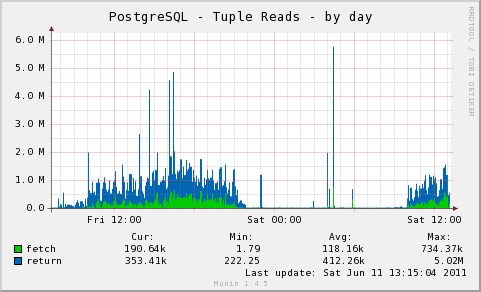 PostgreSQL - Tuple Reads - by day
RRDTOOL / TOBI OETIKER
6.0 M
5.0 M
4.0 M
3.0 M
2.0 M
1.0 M
0.0
Fri 12:00 Sat 00:00 Sat 12:00
Cur: Min: Avg: Max:
fetch 190.64k 1.79 118.16k 734.37k
return 353.41k 222.25 412.26k 5.02M
Last update: Sat Jun 11 13:15:04 2011
Munin 1.4.5